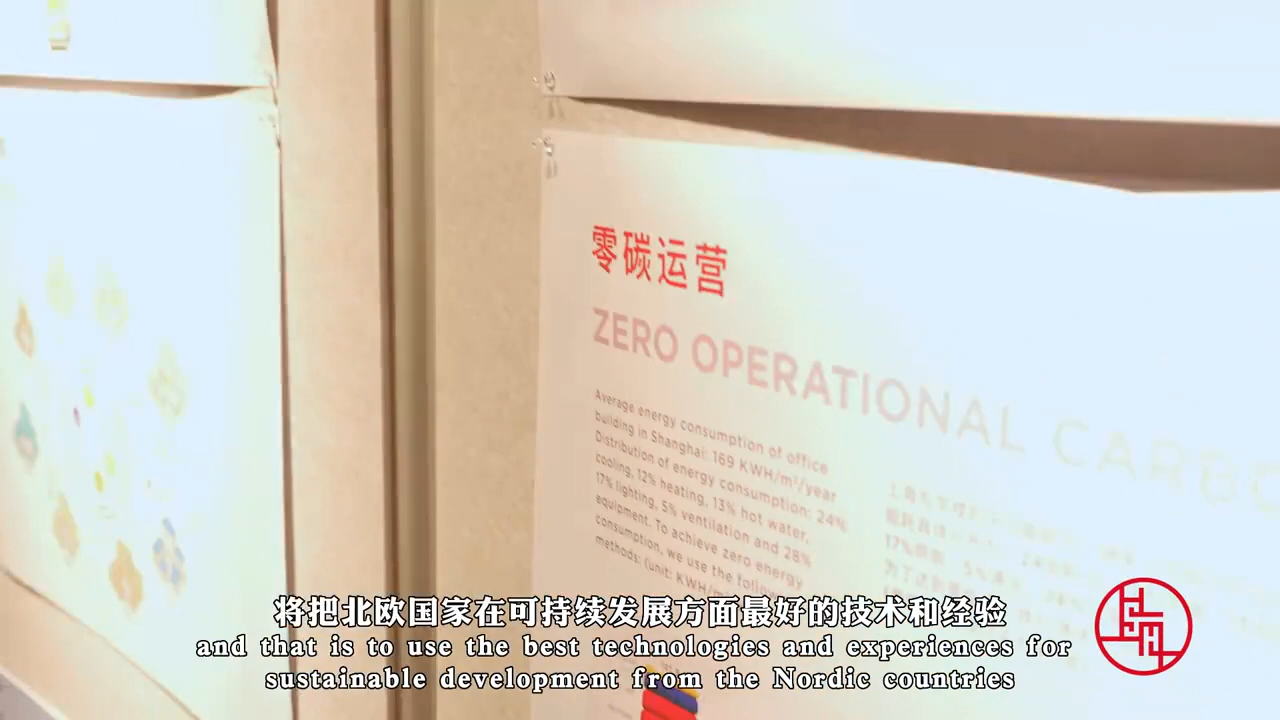 零碳运营
ZERO OPERATIONAL CARBO
Average energy consumption of office
building in Shanghai: 169 KWH/m²/year
Distribution of energy consumption: 24%
cooling, 12% heating, 13% hot water,
17% lighting, 5% ventilation and 28%
equipment. To achieve zero energy
consumption, we use the follow
methods: (unit: KWH/m
将把北欧国家在可持续发展方面最好的技术和经验
and that is to use the best technologies and experiences for
sustainable development from the Nordic countries